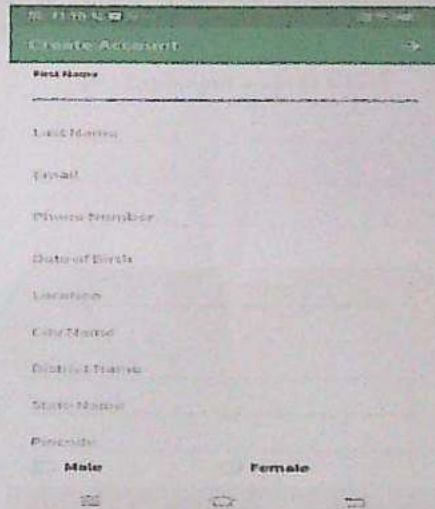 Create Account
First Name
Last Name
Email
Phone Number
Date of Birth
Location
City Name
District Name
State Name
Pincode
Male Female